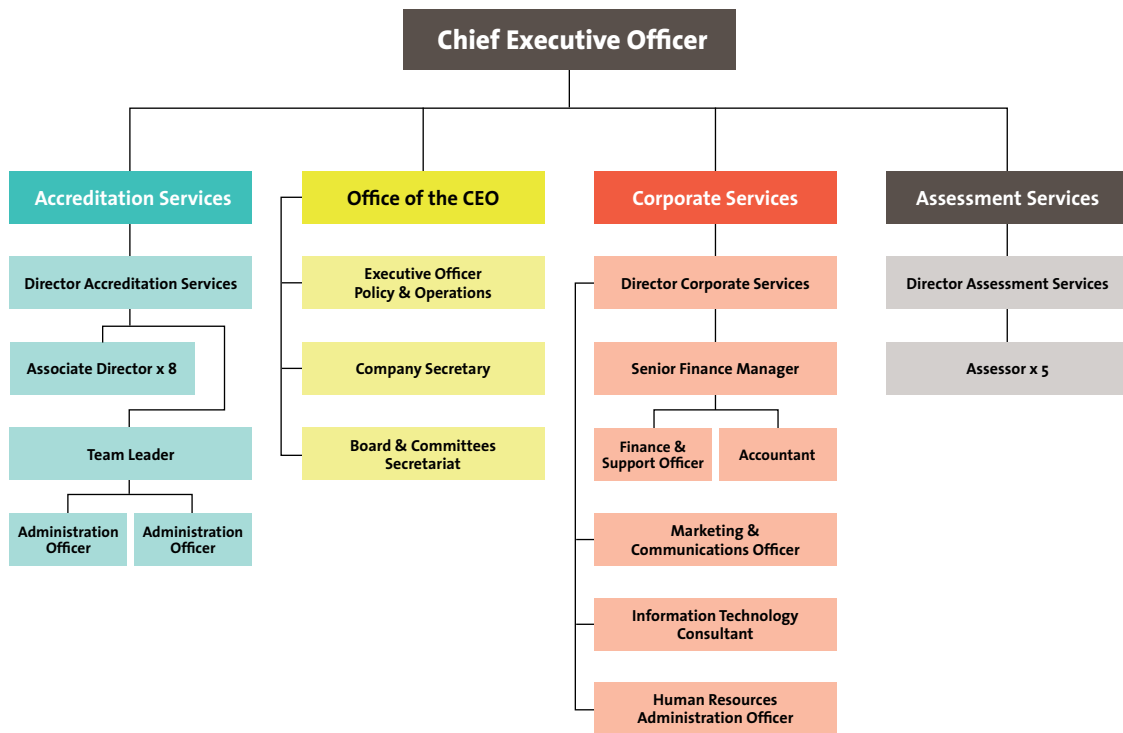 Chief Executive Officer
Accreditation Services
Director Accreditation Services
Associate Director x 8
Team Leader
Administration
Officer
Administration
Officer
Office of the CEO
Executive Officer
Policy & Operations
Company Secretary
Board & Committees
Secretariat
Corporate Services
Director Corporate Services
Senior Finance Manager
Finance &
Support Officer
Accountant
Marketing &
Communications Officer
Information Technology
Consultant
Human Resources
Administration Officer
Assessment Services
Director Assessment Services
Assessor x 5